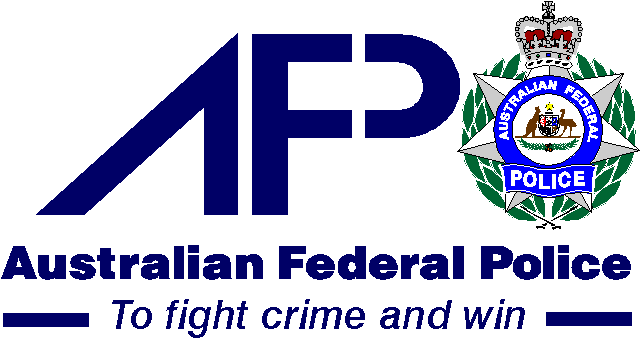 AFP
AUSTRALIAN FEDERAL
POLICE
Australian Federal Police
To fight crime and win